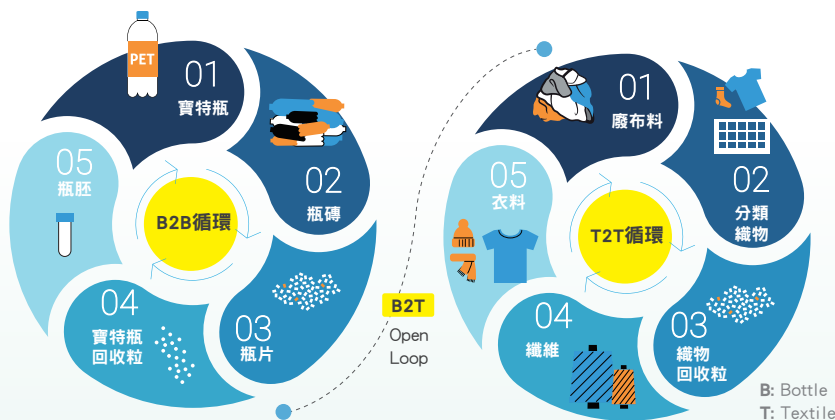 PET
01
寶特瓶
02
瓶磚
03
瓶片
04
寶特瓶
回收粒
05
瓶胚
B2B循環
B2T
Open
Loop
01
廢布料
02
分類
織物
03
織物
回收粒
04
纖維
05
衣料
T2T循環
B: Bottle
T: Textile